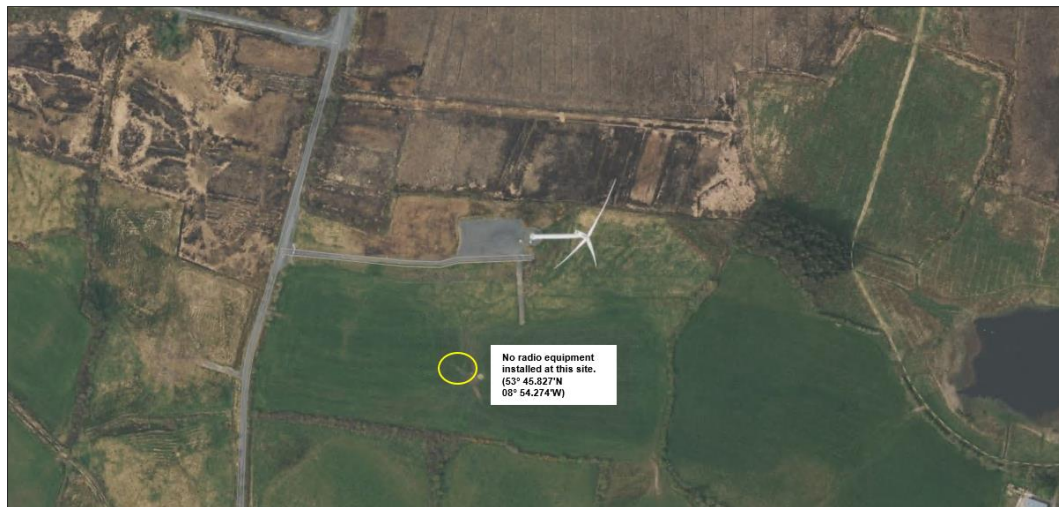 No radio equipment
installed at this site.
(53° 45.827'N
08° 54.274'W)